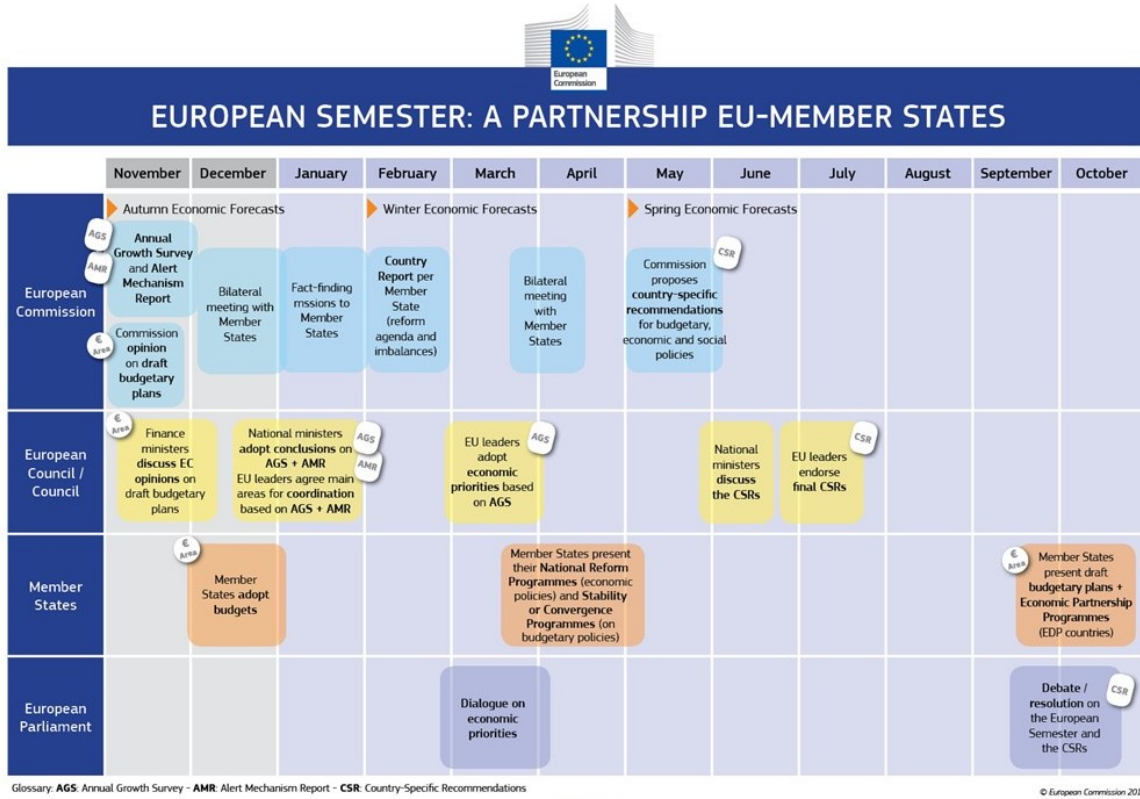 European
Commission
EUROPEAN SEMESTER: A PARTNERSHIP EU-MEMBER STATES
November December January February March April May June July August September October
European
Commission
Autumn Economic Forecasts
Winter Economic Forecasts
Spring Economic Forecasts
AGS
AMR
Annual
Growth Survey
and Alert
Mechanism
Report
€
Area
Commission
opinion
on draft
budgetary
plans
Bilateral
meeting with
Member
States
Fact-finding
mssions to
Member
States
Country
Report per
Member
State
(reform
agenda and
imbalances)
Bilateral
meeting
with
Member
States
CSR
Commission
proposes
country-specific
recommendations
for budgetary,
economic and social
policies
European
Council /
Council
€
Area
Finance
ministers
discuss EC
opinions on
draft budgetary
plans
National ministers
adopt conclusions on
AGS + AMR
EU leaders agree main
areas for coordination
based on AGS + AMR
AGS
AMR
EU leaders
adopt
economic
priorities based
on AGS
AGS
National
ministers
discuss
the CSRs
EU leaders
endorse
final CSRs
CSR
Member
States
€
Area
Member
States adopt
budgets
Member States present
their National Reform
Programmes (economic
policies) and Stability
or Convergence
Programmes (on
budgetary policies)
€
Area
Member States
present draft
budgetary plans +
Economic Partnership
Programmes
(EDP countries)
European
Parliament
Dialogue on
economic
priorities
Debate /
resolution on
the European
Semester and
the CSRs
CSR
Glossary: AGS: Annual Growth Survey - AMR: Alert Mechanism Report - CSR: Country-Specific Recommendations
© European Commission